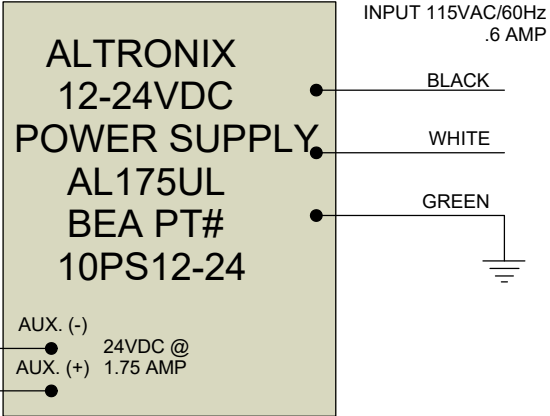 INPUT 115VAC/60Hz
.6 AMP
ALTRONIX
12-24VDC
POWER SUPPLY
AL175UL
BEA PT#
10PS12-24
BLACK
WHITE
GREEN
AUX. (-)
24VDC @
AUX. (+) 1.75 AMP